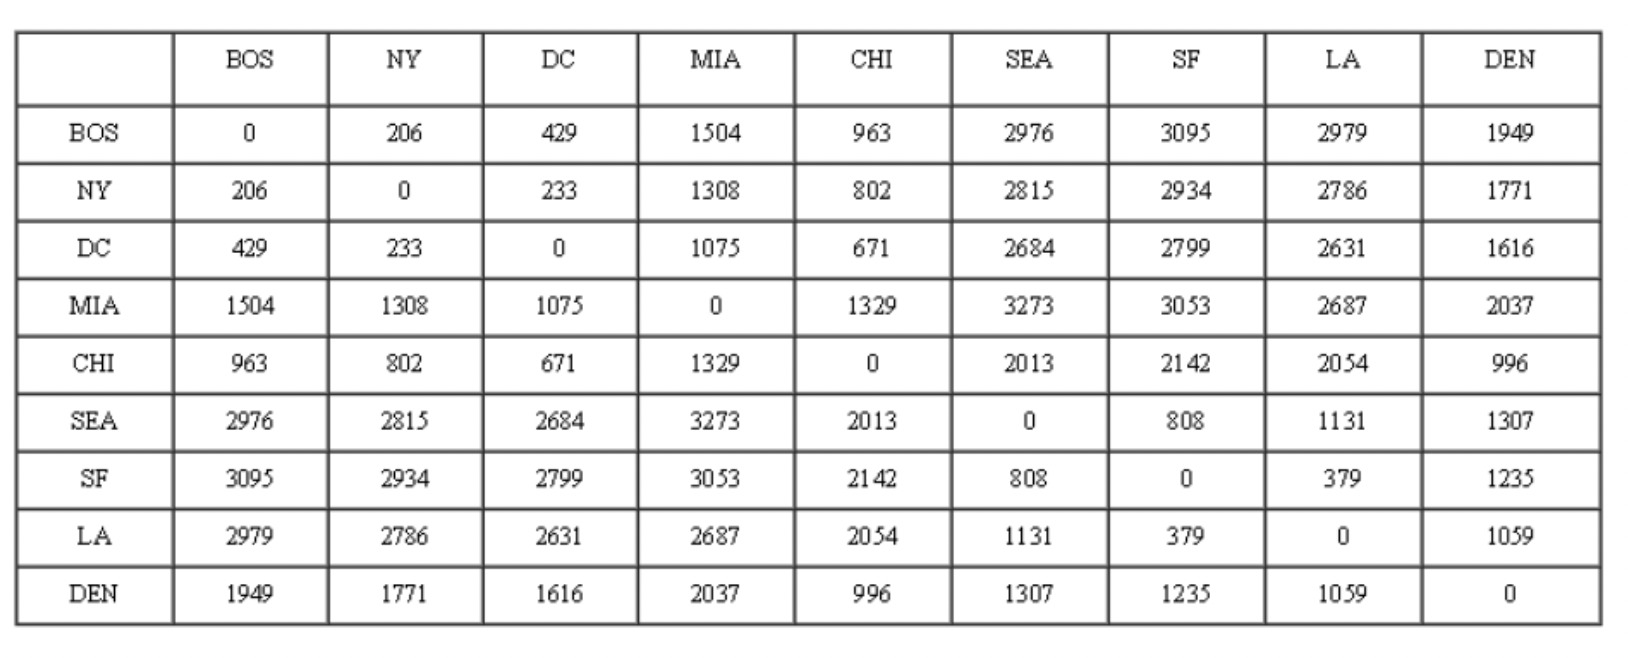 BOS NY DC MIA CHI SEA SF LA DEN
BOS 0 206 429 1504 963 2976 3095 2979 1949
NY 206 0 233 1308 802 2815 2934 2786 1771
DC 429 233 0 1075 671 2684 2799 2631 1616
MIA 1504 1308 1075 0 1329 3273 3053 2687 2037
CHI 963 802 671 1329 0 2013 2142 2054 996
SEA 2976 2815 2684 3273 2013 0 808 1131 1307
SF 3095 2934 2799 3053 2142 808 0 379 1235
LA 2979 2786 2631 2687 2054 1131 379 0 1059
DEN 1949 1771 1616 2037 996 1307 1235 1059 0